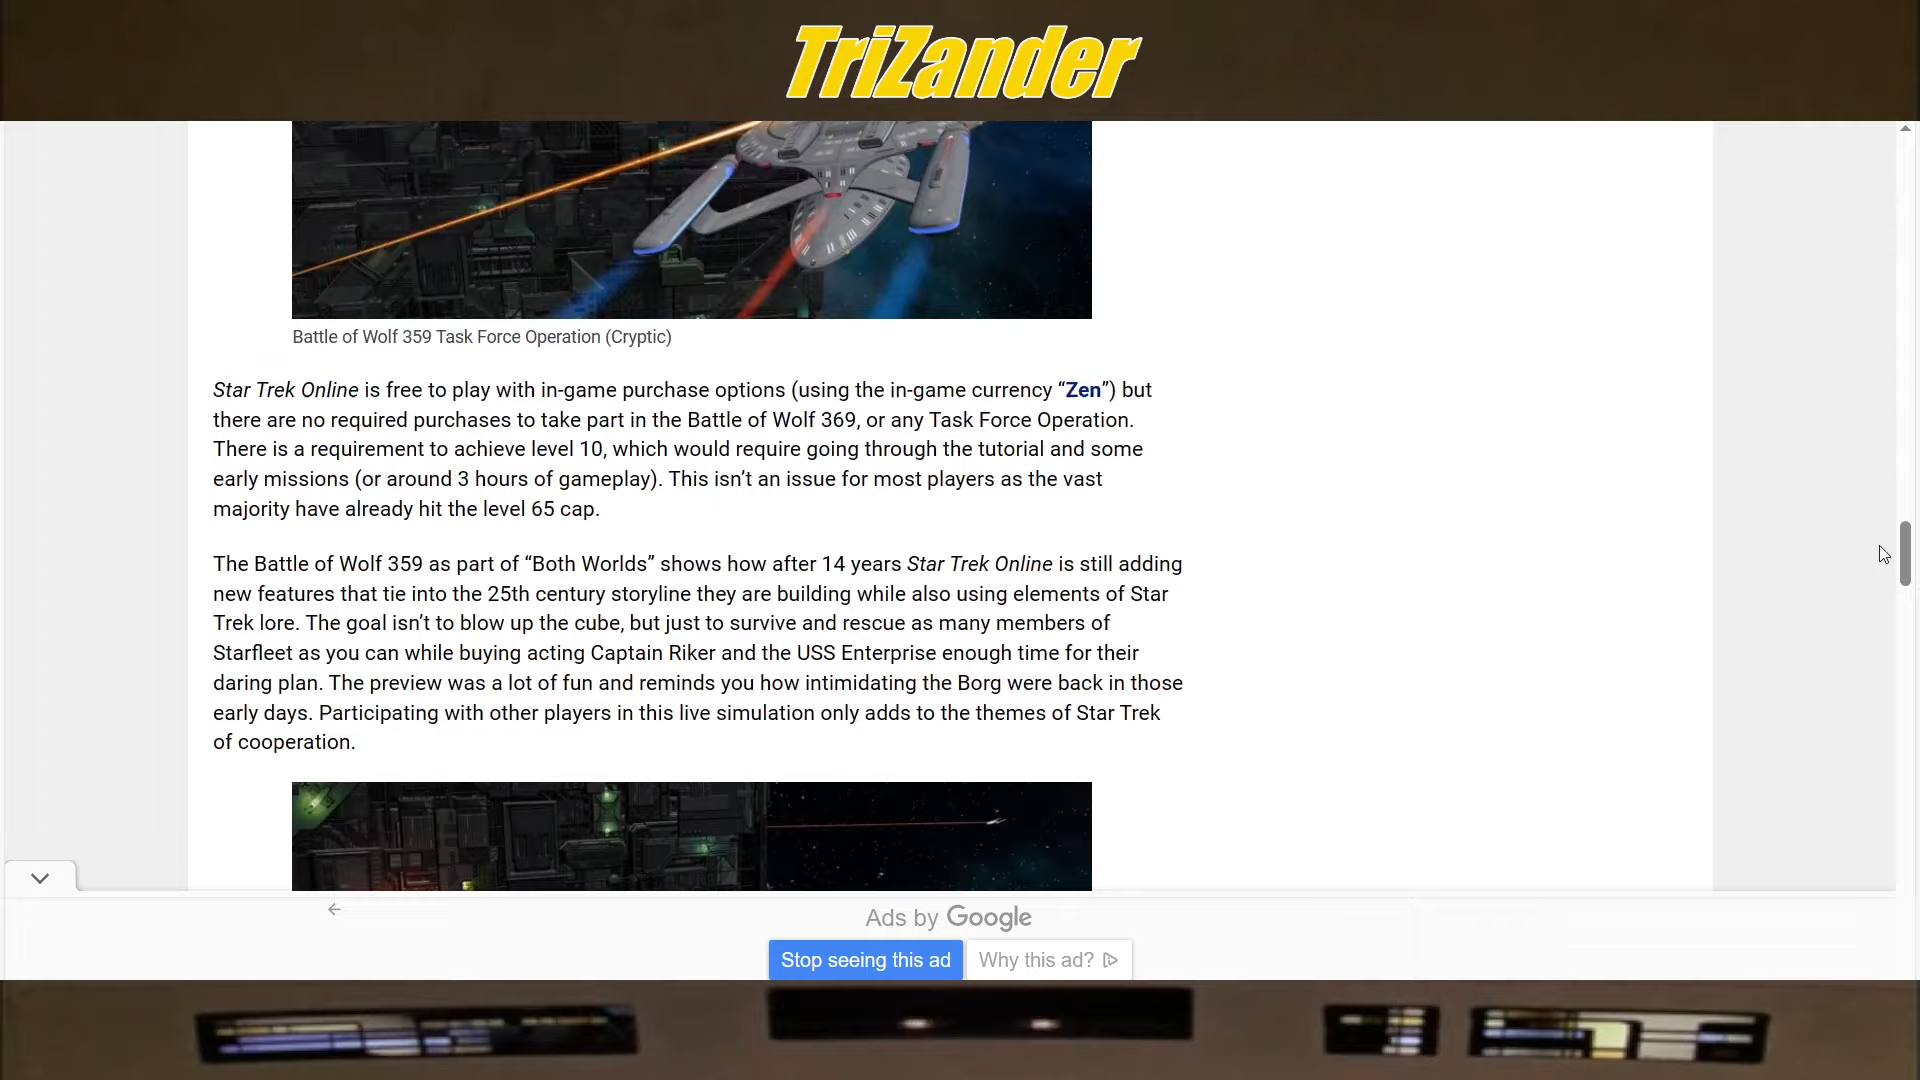 TriZander
Battle of Wolf 359 Task Force Operation (Cryptic)
Star Trek Online is free to play with in-game purchase options (using the in-game currency “Zen”) but
there are no required purchases to take part in the Battle of Wolf 369, or any Task Force Operation.
There is a requirement to achieve level 10, which would require going through the tutorial and some
early missions (or around 3 hours of gameplay). This isn’t an issue for most players as the vast
majority have already hit the level 65 cap.
The Battle of Wolf 359 as part of “Both Worlds” shows how after 14 years Star Trek Online is still adding
new features that tie into the 25th century storyline they are building while also using elements of Star
Trek lore. The goal isn’t to blow up the cube, but just to survive and rescue as many members of
Starfleet as you can while buying acting Captain Riker and the USS Enterprise enough time for their
daring plan. The preview was a lot of fun and reminds you how intimidating the Borg were back in those
early days. Participating with other players in this live simulation only adds to the themes of Star Trek
of cooperation.
Ads by Google
Stop seeing this ad
Why this ad?